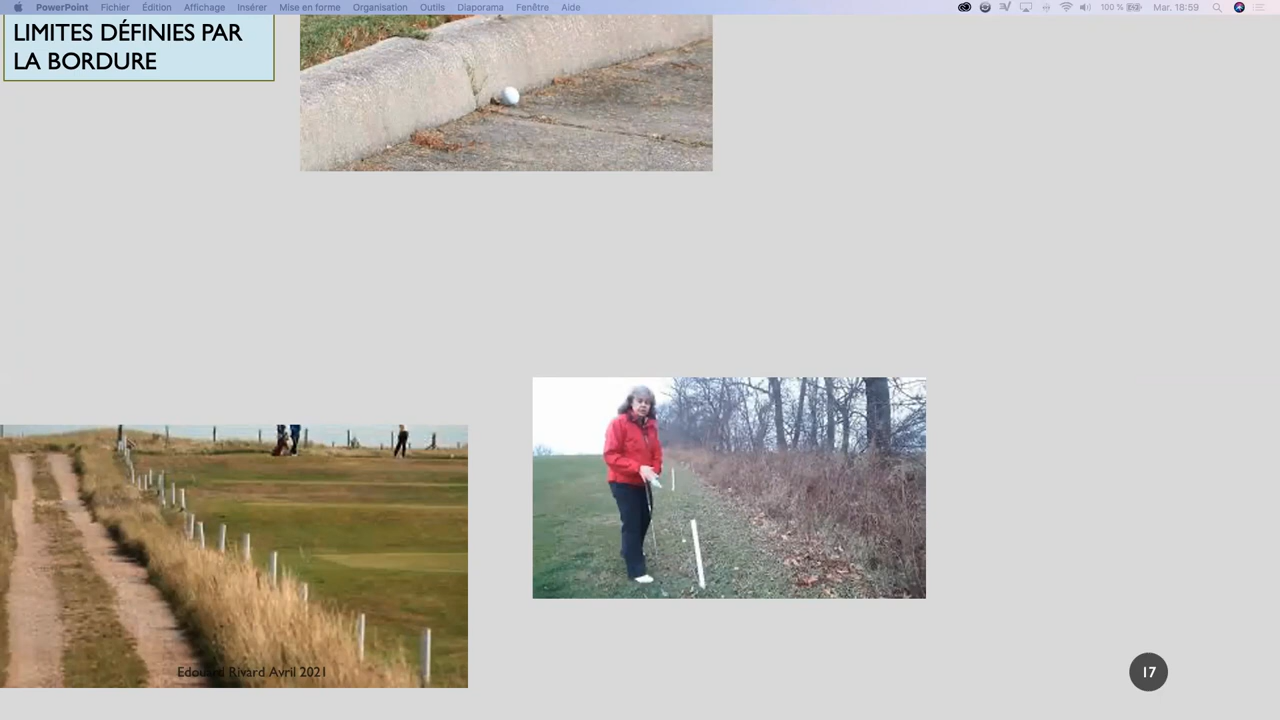 PowerPoint Fichier Édition Affichage Insérer Mise en forme Organisation Outils Diaporama Fenêtre Aide 100 % Mar. 18:59
LIMITES DÉFINIES PAR
LA BORDURE
Edouard Rivard Avril 2021
17